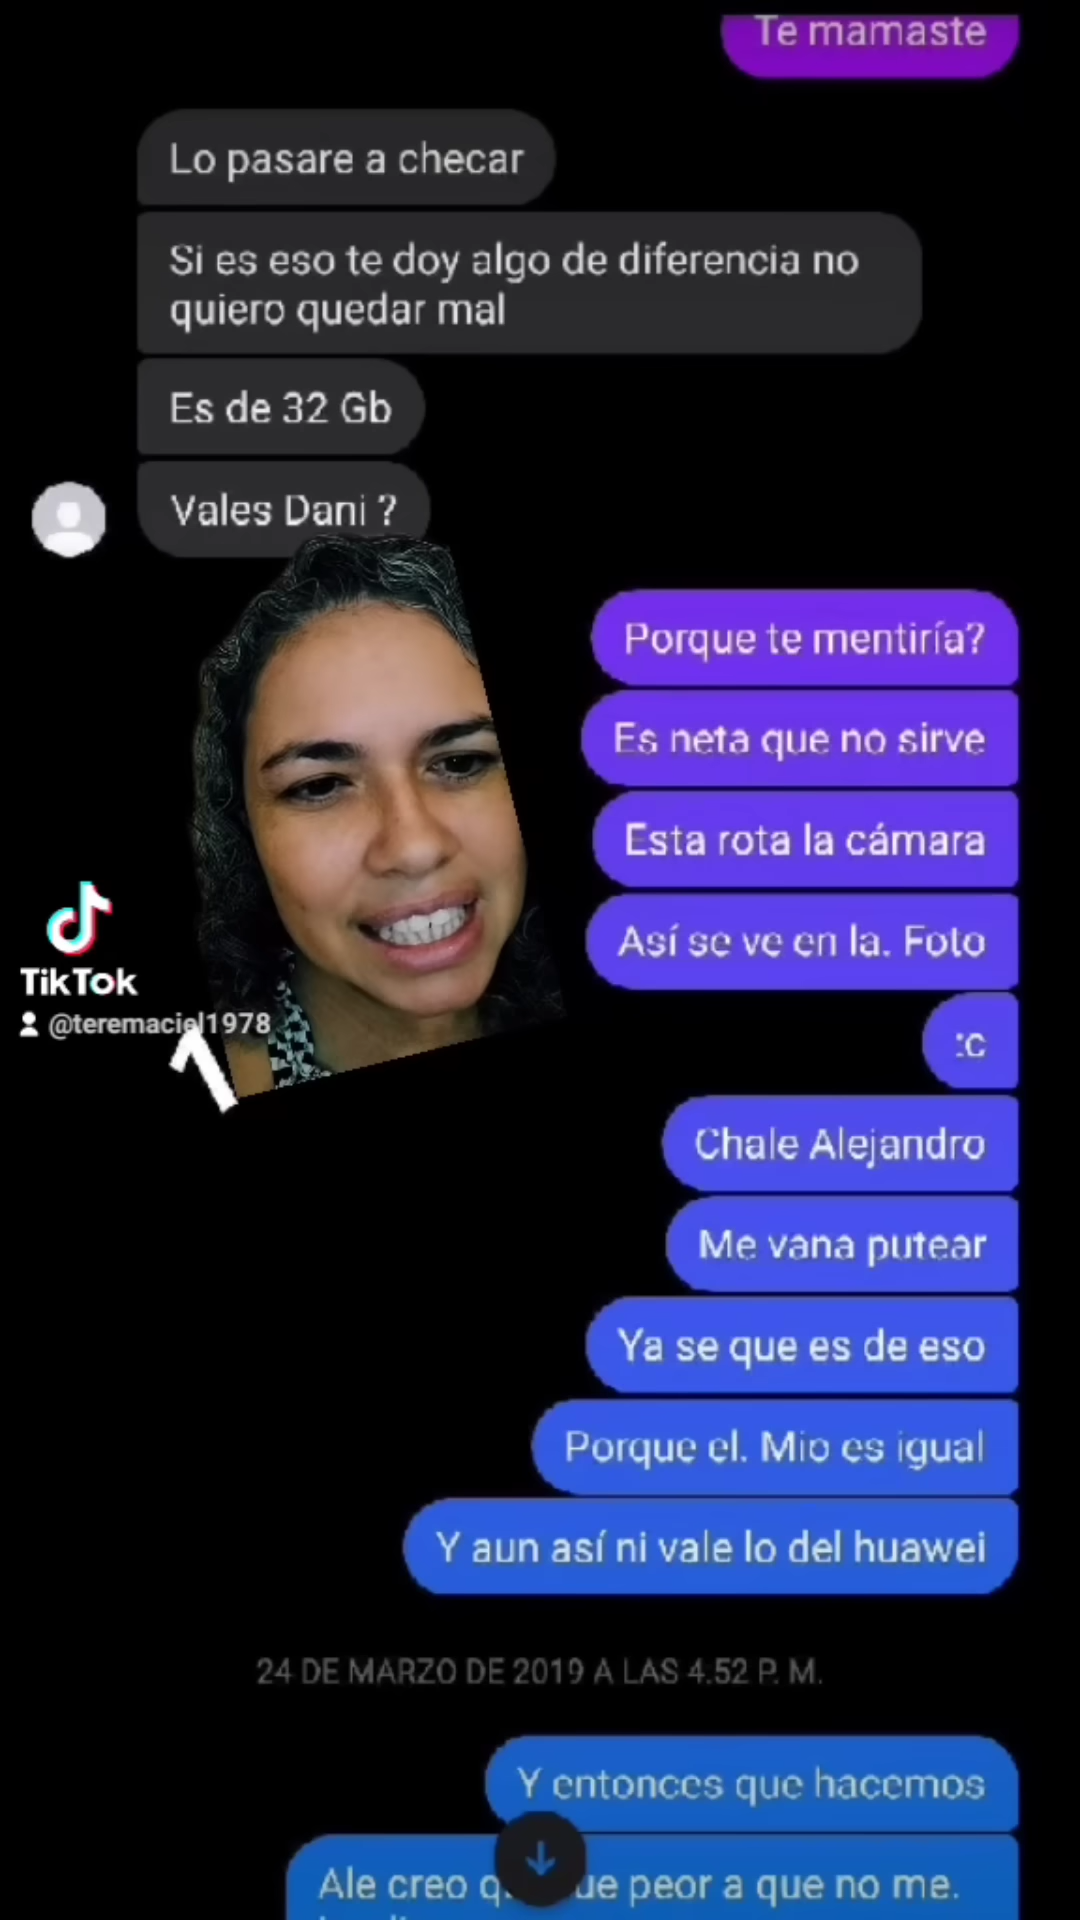 Te mamaste
Lo pasare a checar
Si es eso te doy algo de diferencia no
quiero quedar mal
Es de 32 Gb
Vales Dani ?
Porque te mentiría?
Es neta que no sirve
Esta rota la cámara
Así se ve en la. Foto
:c
TikTok
@teremaciel1978
1
Chale Alejandro
Me vana putear
Ya se que es de eso
Porque el. Mio es igual
Y aun así ni vale lo del huawei
24 DE MARZO DE 2019 A LAS 4.52 P. M.
Y entonces que hacemos
Ale creo peor a que no me.